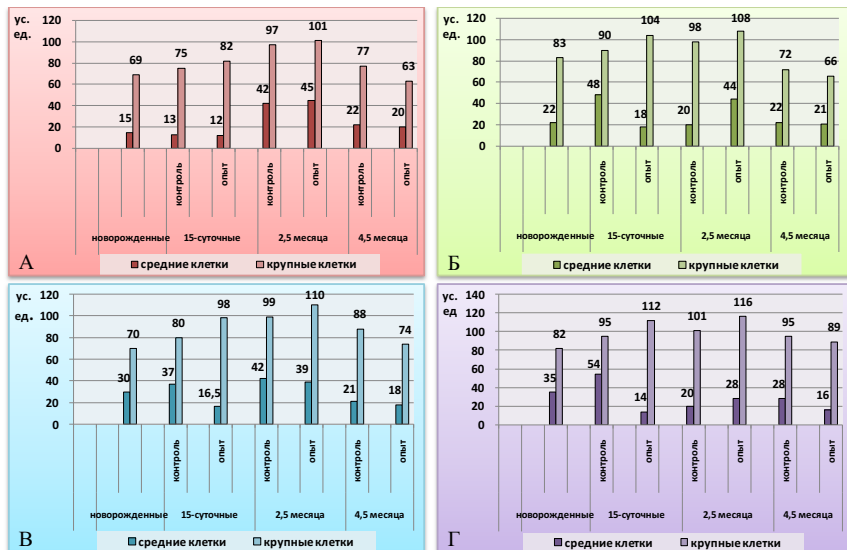 ус.
ед.
120
100
80
60
40
20
0
69
15
75
13
82
12
97
42
101
45
77
22
63
20
контроль
опыт
контроль
опыт
контроль
опыт
новорожденные 15-суточные 2,5 месяца 4,5 месяца
А
средние клетки крупные клетки
ус.
ед.
120
100
80
60
40
20
0
83
22
90
48
104
18
98
20
108
44
72
22
66
21
контроль
опыт
контроль
опыт
контроль
опыт
новорожденные 15-суточные 2,5 месяца 4,5 месяца
Б
средние клетки крупные клетки
ус.
ед.
120
100
80
60
40
20
0
70
30
80
37
98
16,5
99
42
110
39
88
21
74
18
контроль
опыт
контроль
опыт
контроль
опыт
новорожденные 15-суточные 2,5 месяца 4,5 месяца
В
средние клетки крупные клетки
ус.
ед
140
120
100
80
60
40
20
0
82
35
95
54
112
14
101
20
116
28
95
28
89
16
контроль
опыт
контроль
опыт
контроль
опыт
новорожденные 15-суточные 2,5 месяца 4,5 месяца
Г
средние клетки крупные клетки